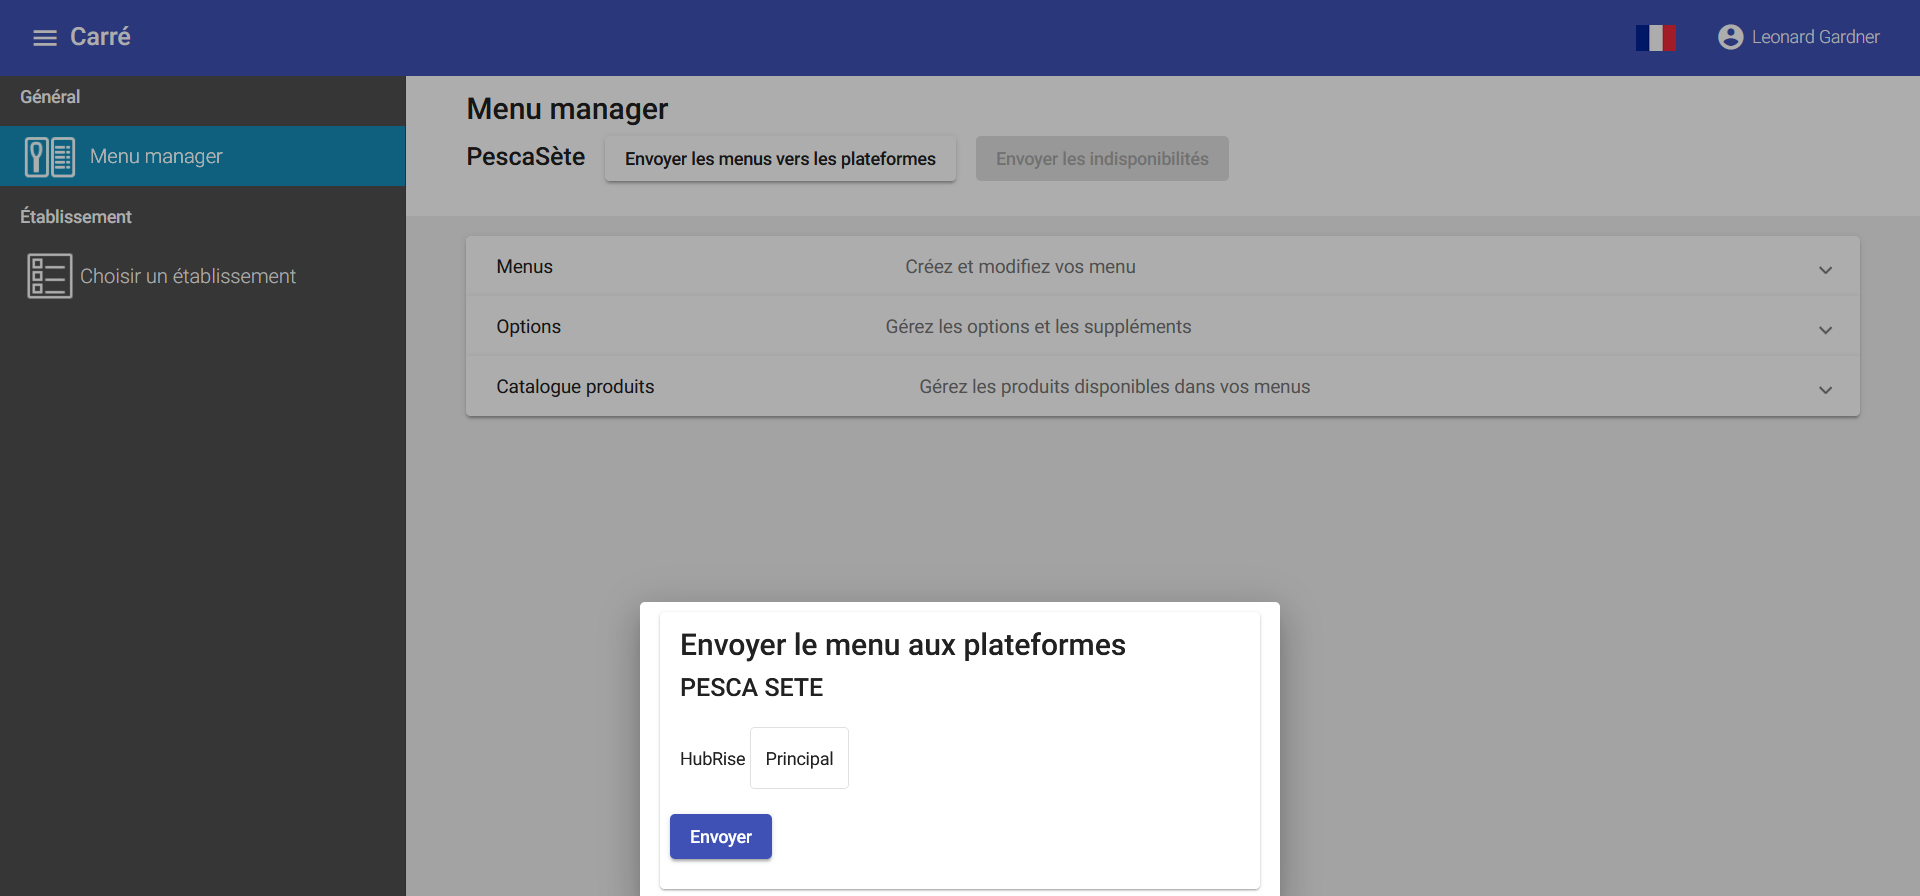 Carré
Leonard Gardner
Général
Menu manager
Établissement
Choisir un établissement
Menu manager
PescaSète
Envoyer les menus vers les plateformes
Envoyer les indisponibilités
Menus
Créez et modifiez vos menu
Options
Gérez les options et les suppléments
Catalogue produits
Gérez les produits disponibles dans vos menus
Envoyer le menu aux plateformes
PESCA SETE
HubRise
Principal
Envoyer